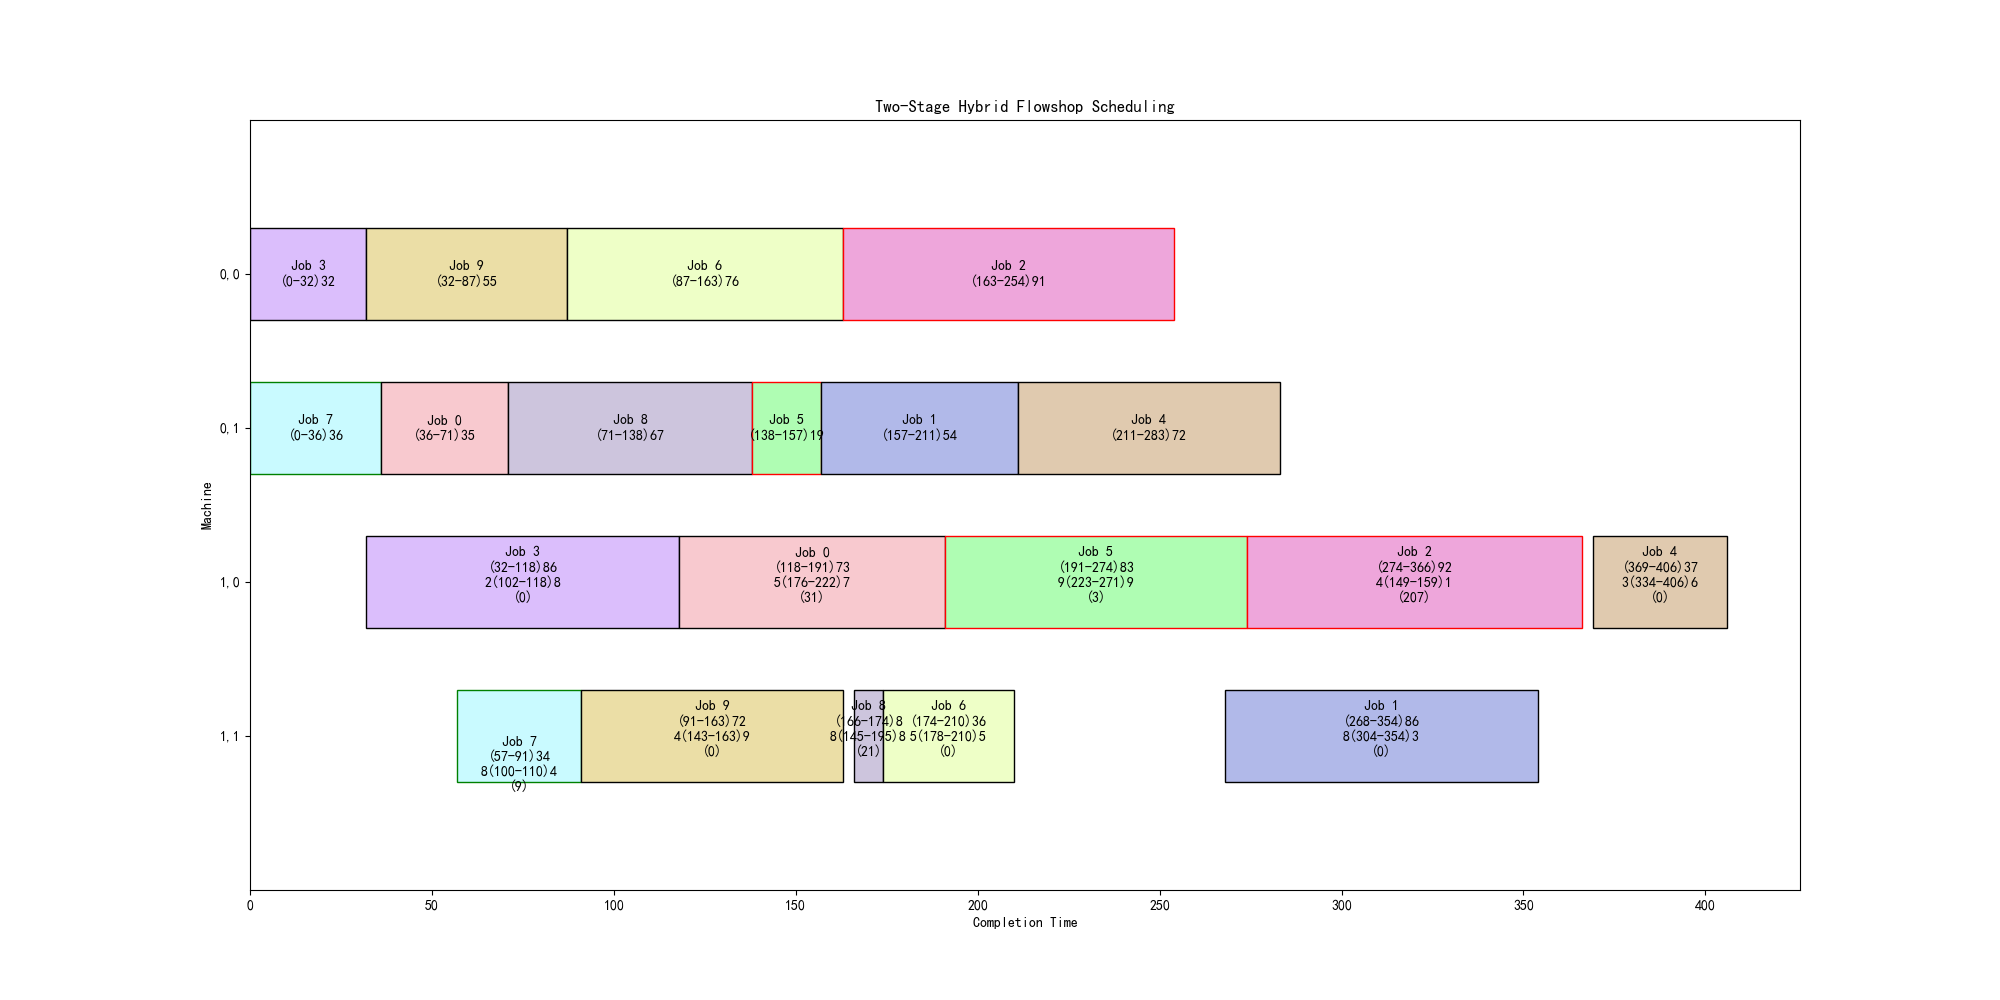 Two-Stage Hybrid Flowshop Scheduling
Machine
0,0
Job 3
(0-32)32
Job 9
(32-87)55
Job 6
(87-163)76
Job 2
(163-254)91
0,1
Job 7
(0-36)36
Job 0
(36-71)35
Job 8
(71-138)67
Job 5
(138-157)19
Job 1
(157-211)54
Job 4
(211-283)72
1,0
Job 3
(32-118)86
2(102-118)8
(0)
Job 0
(118-191)73
5(176-222)7
(31)
Job 5
(191-274)83
9(223-271)9
(3)
Job 2
(274-366)92
4(149-159)1
(207)
Job 4
(369-406)37
3(334-406)6
(0)
1,1
Job 7
(57-91)34
8(100-110)4
(9)
Job 9
(91-163)72
4(143-163)9
(0)
Job 8
(166-174)8
8(145-195)8
(21)
Job 6
(174-210)36
5(178-210)5
(0)
Job 1
(268-354)86
8(304-354)3
(0)
0
50
100
150
200
250
300
350
400
Completion Time